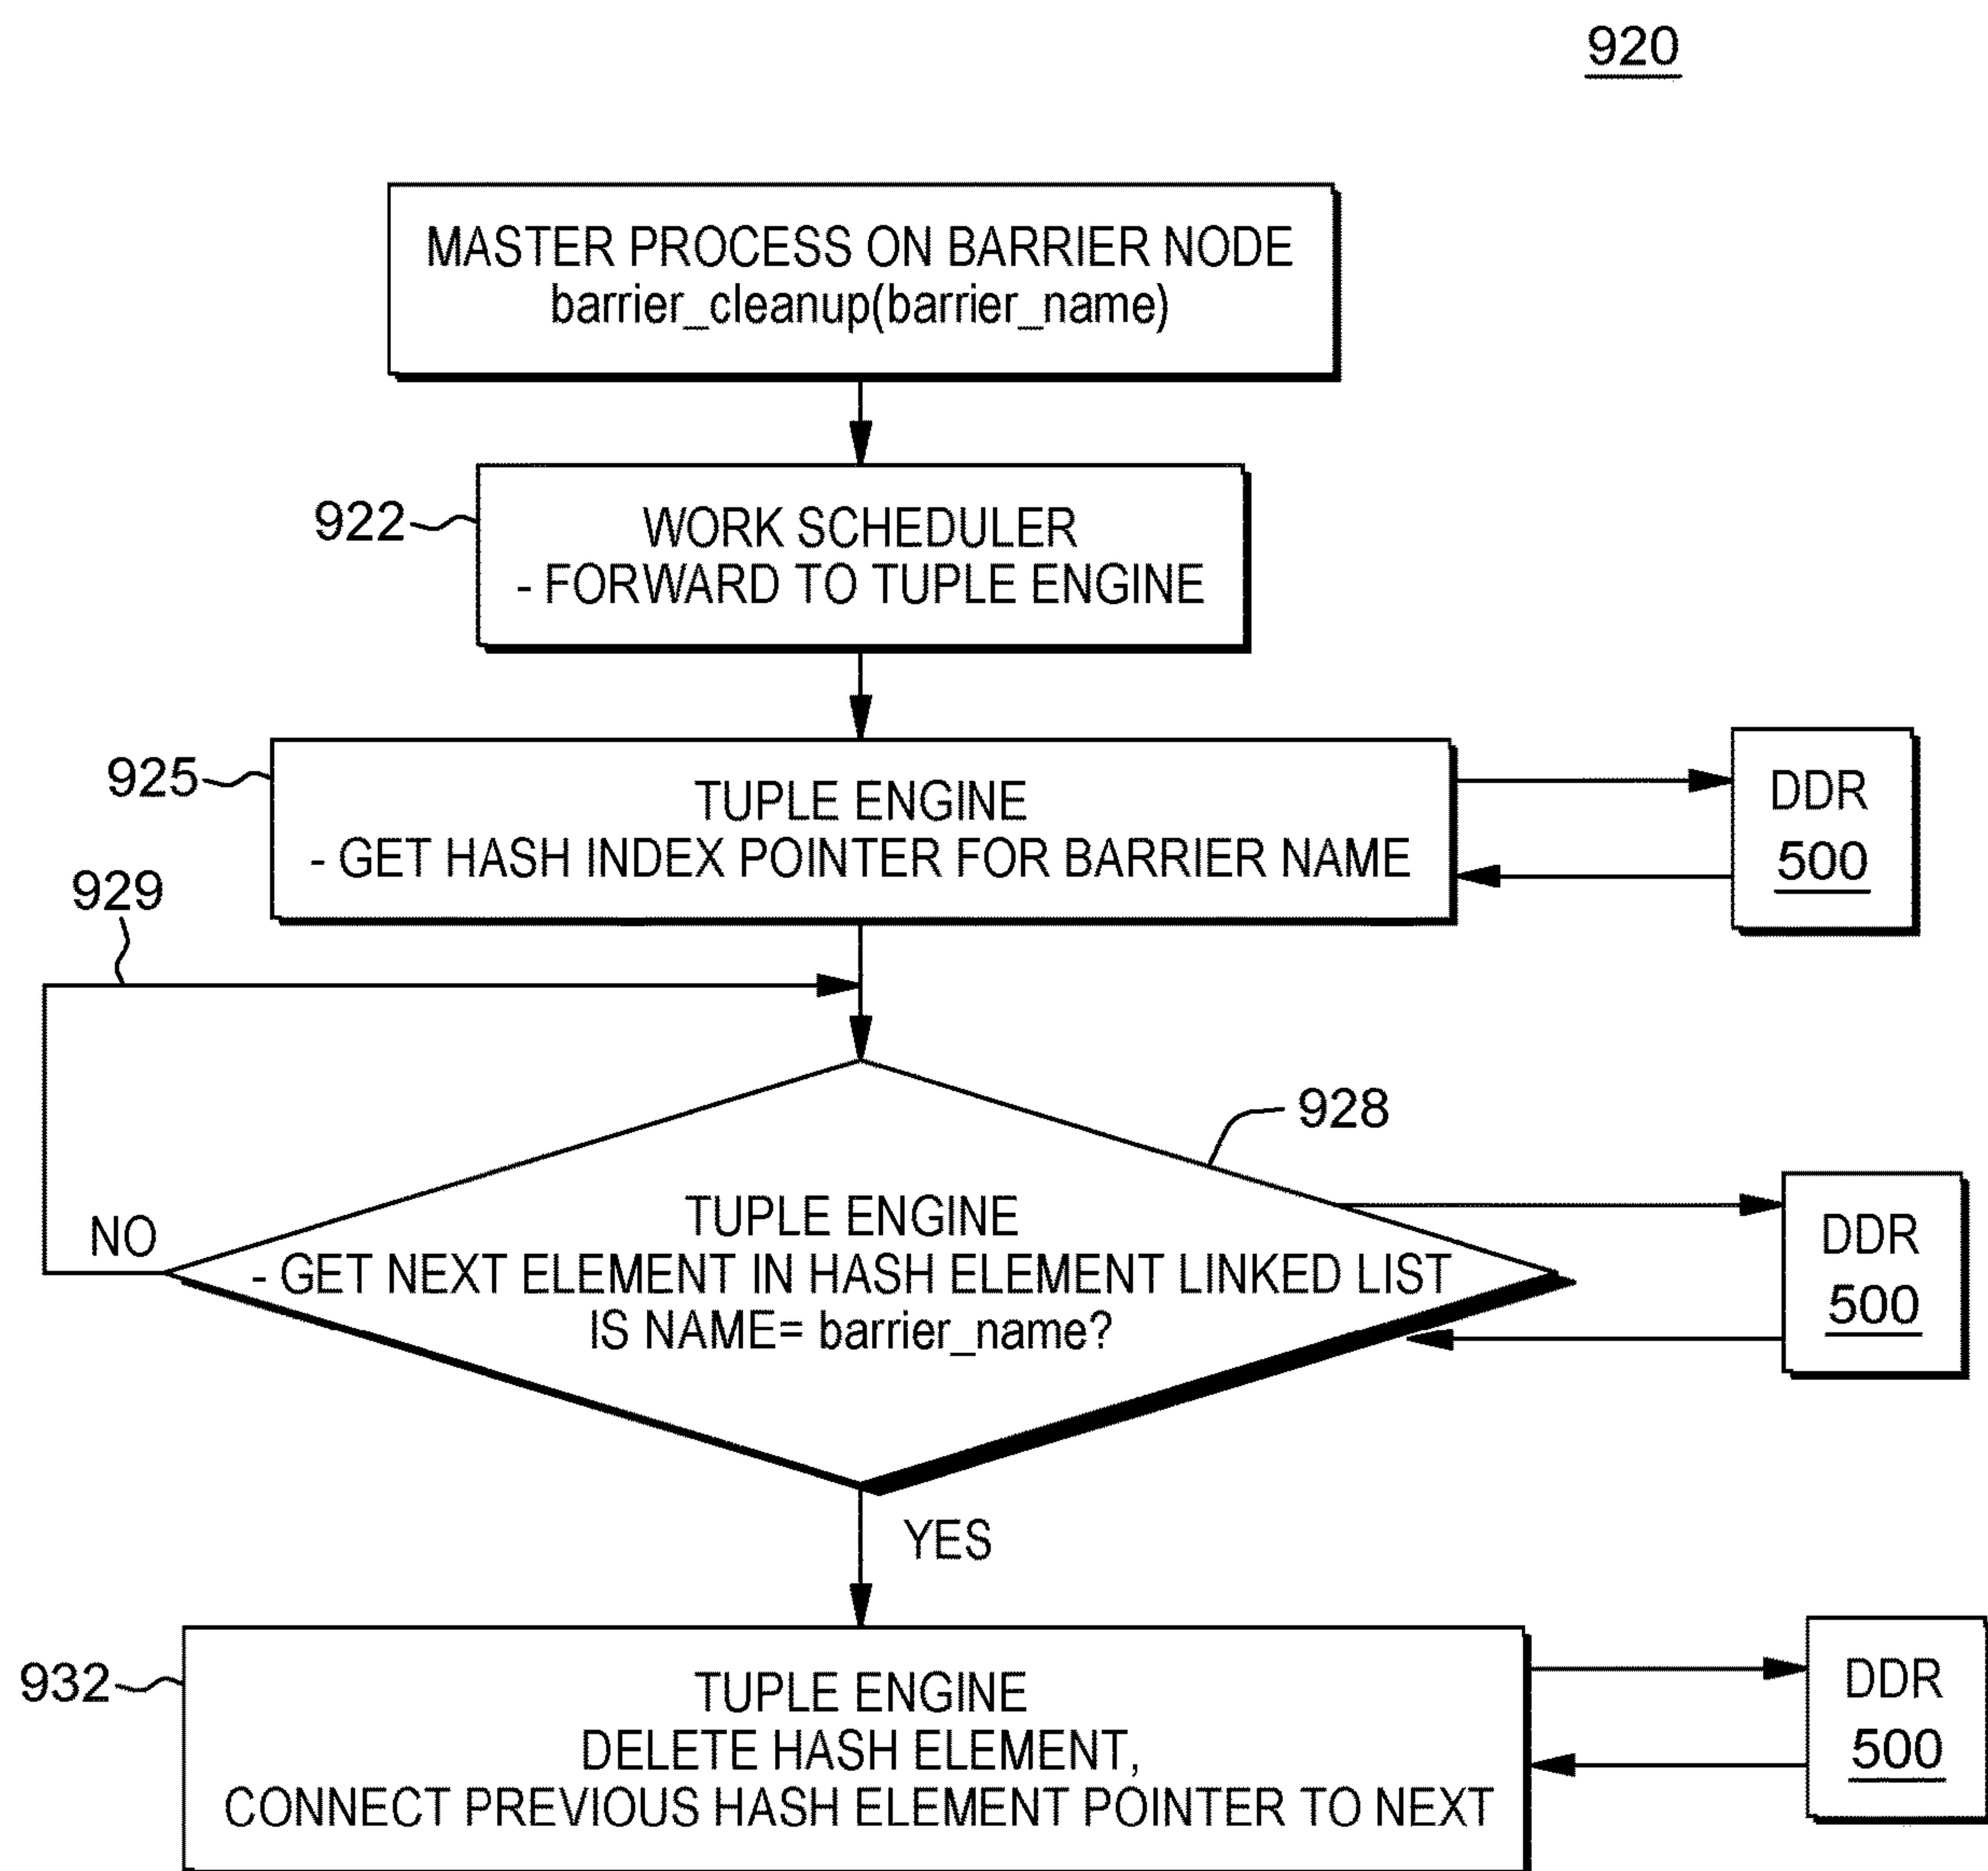 920
MASTER PROCESS ON BARRIER NODE
barrier_cleanup(barrier_name)
922
WORK SCHEDULER
- FORWARD TO TUPLE ENGINE
925
TUPLE ENGINE
- GET HASH INDEX POINTER FOR BARRIER NAME
DDR
500
929
928
NO
TUPLE ENGINE
- GET NEXT ELEMENT IN HASH ELEMENT LINKED LIST
IS NAME= barrier_name?
DDR
500
YES
932
TUPLE ENGINE
DELETE HASH ELEMENT,
CONNECT PREVIOUS HASH ELEMENT POINTER TO NEXT
DDR
500